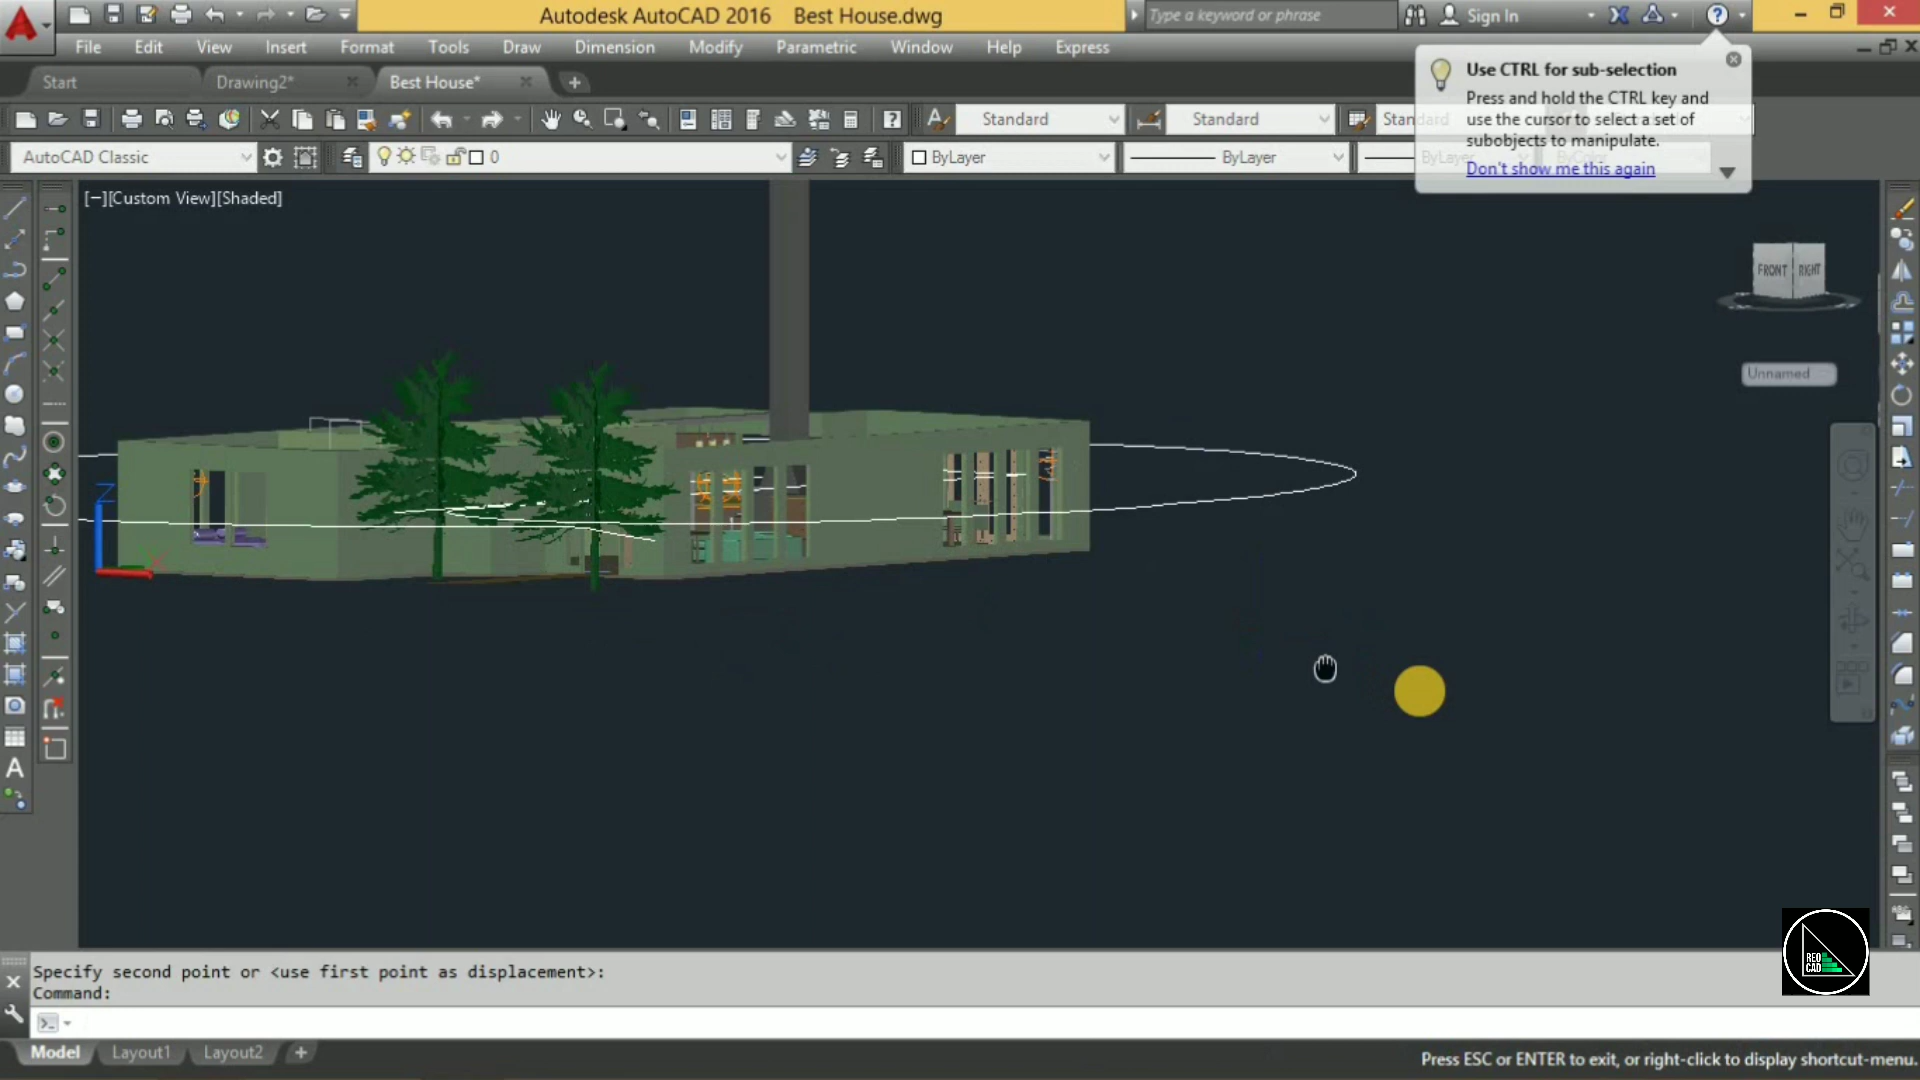 Autodesk AutoCAD 2016 Best House.dwg
Type a keyword or phrase
Sign In
File Edit View Insert Format Tools Draw Dimension Modify Parametric Window Help Express
Start
Drawing2*
Best House*
Use CTRL for sub-selection
Press and hold the CTRL key and
use the cursor to select a set of
subobjects to manipulate.
Don't show me this again
Standard
Standard
Standard
AutoCAD Classic
0
ByLayer
ByLayer
ByLayer
ByColor
[−][Custom View][Shaded]
FRONT
RIGHT
Unnamed
Z
X
A
REO
CAD
Specify second point or <use first point as displacement>:
Command:
Model
Layout1
Layout2
Press ESC or ENTER to exit, or right-click to display shortcut-menu.